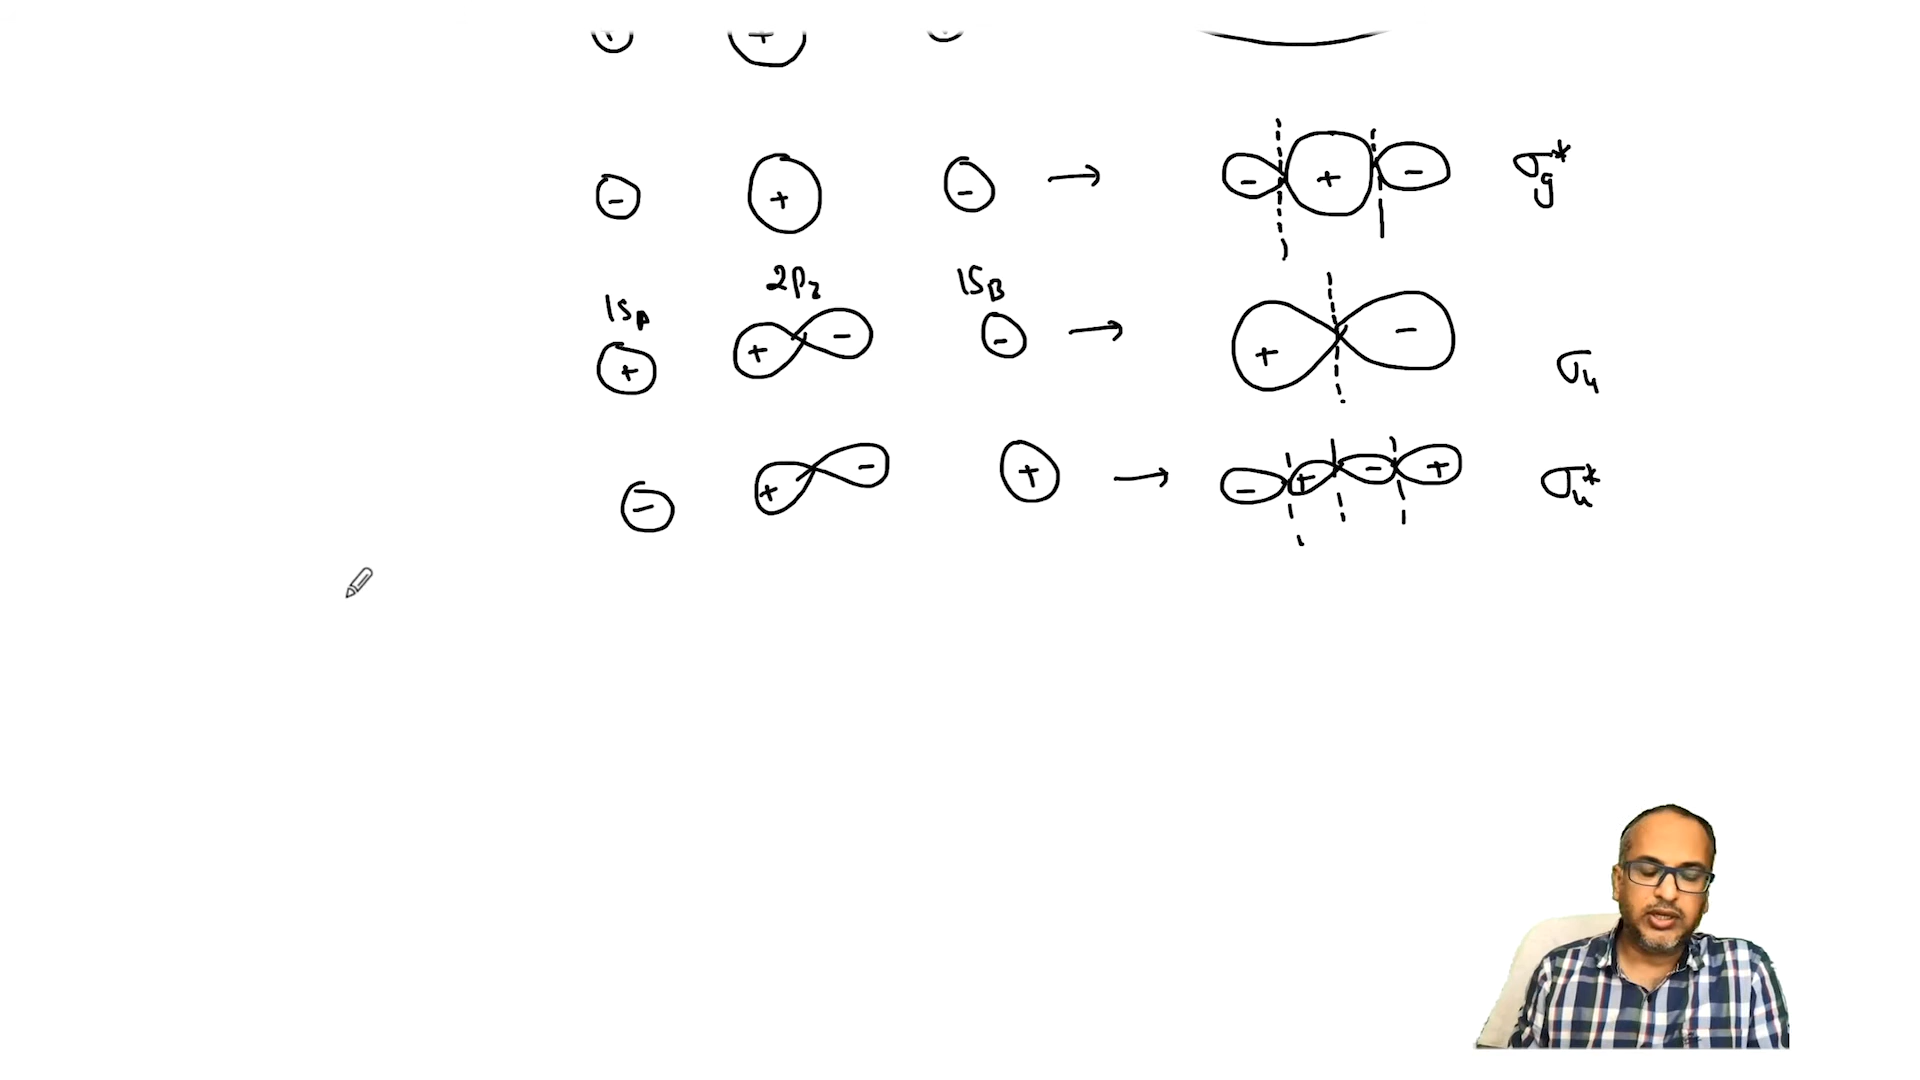 +
- + - → - + - σg*
1SA 2Pz 1SB
+ + - - → + - σu
- + - + → - + - + σu*